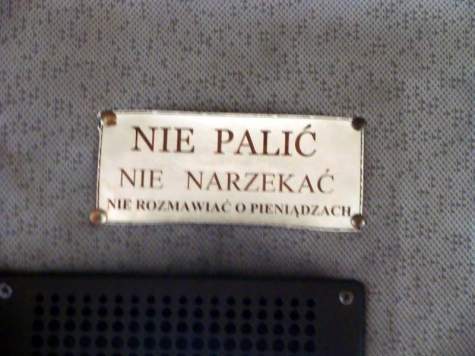 NIE PALIĆ
NIE NARZEKAĆ
NIE ROZMAWIAĆ O PIENIĄDZACH